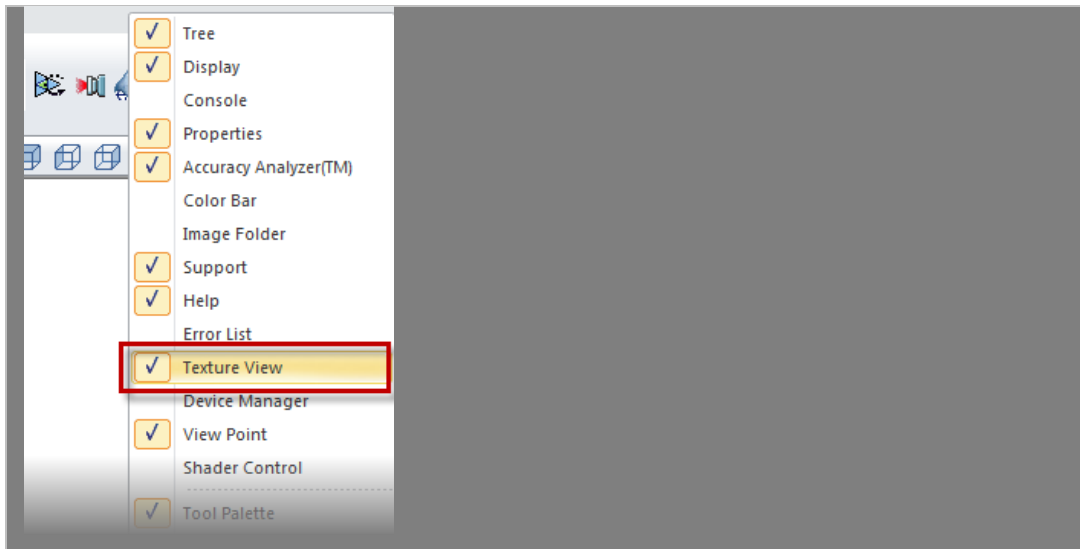 Tree
Display
Console
Properties
Accuracy Analyzer(TM)
Color Bar
Image Folder
Support
Help
Error List
Texture View
Device Manager
View Point
Shader Control
Tool Palette